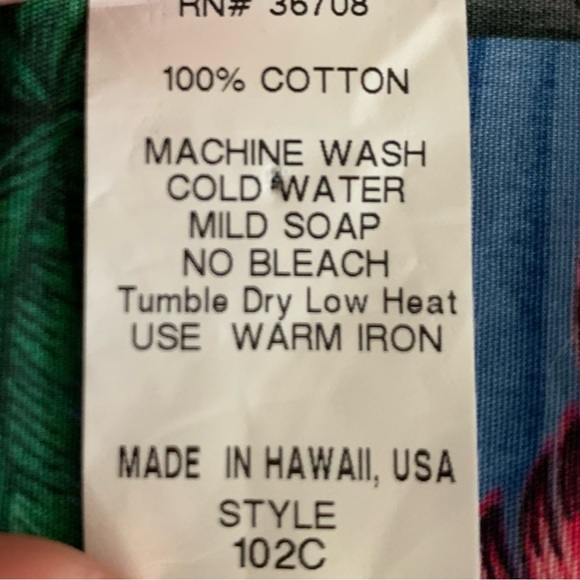 RN# 36708
100% COTTON
MACHINE WASH
COLD WATER
MILD SOAP
NO BLEACH
Tumble Dry Low Heat
USE WARM IRON
MADE IN HAWAII, USA
STYLE
102C